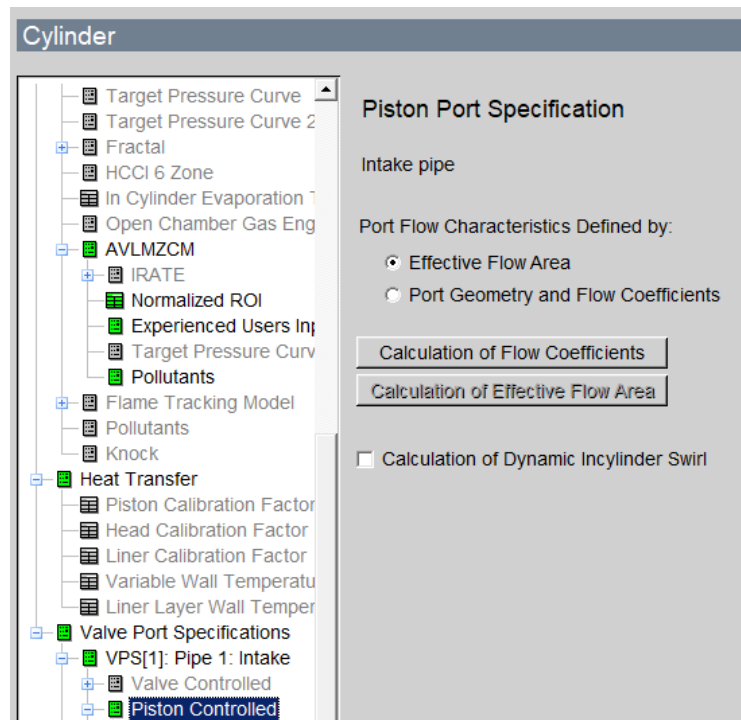 Cylinder
Target Pressure Curve
Target Pressure Curve 2
Fractal
HCCI 6 Zone
In Cylinder Evaporation
Open Chamber Gas Eng
AVLMZCM
IRATE
Normalized ROI
Experienced Users Inp
Target Pressure Curv
Pollutants
Flame Tracking Model
Pollutants
Knock
Heat Transfer
Piston Calibration Factor
Head Calibration Factor
Liner Calibration Factor
Variable Wall Temperatu
Liner Layer Wall Temper
Valve Port Specifications
VPS[1]: Pipe 1: Intake
Valve Controlled
Piston Controlled
Piston Port Specification
Intake pipe
Port Flow Characteristics Defined by:
Effective Flow Area
Port Geometry and Flow Coefficients
Calculation of Flow Coefficients
Calculation of Effective Flow Area
Calculation of Dynamic Incylinder Swirl